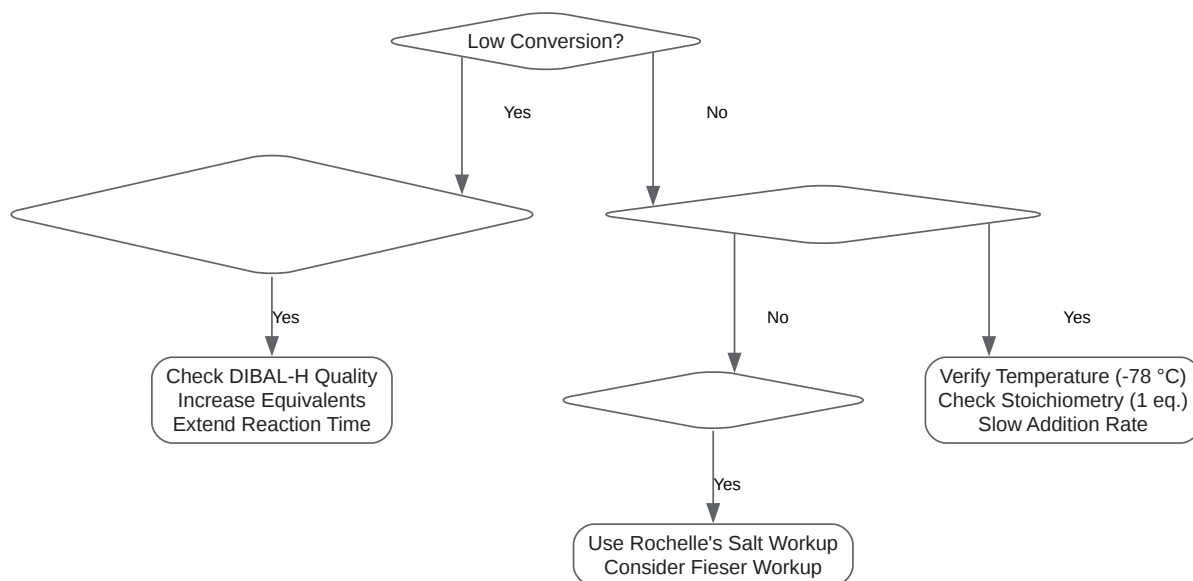 Low Conversion?
Yes
No
Yes
No
Yes
Check DIBAL-H Quality
Increase Equivalents
Extend Reaction Time
Verify Temperature (-78 °C)
Check Stoichiometry (1 eq.)
Slow Addition Rate
Yes
Use Rochelle's Salt Workup
Consider Fieser Workup